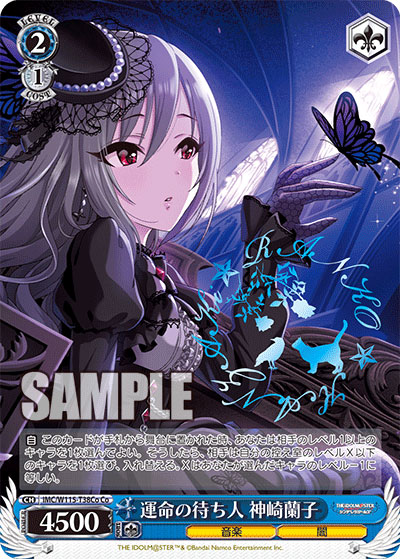 LEVEL
2
1
COST
RANKO
SAMPLE
自 このカードが手札から舞台に置かれた時、あなたは相手のレベル1以上の
キャラを1枚選んでよい。そうしたら、相手は自分の控え室のレベルX以下
のキャラを1枚選び、入れ替える。Xはあなたが選んだキャラのレベル-1に
等しい。
CH IMC/W115-T38CoCo
4500
運命の待ち人 神崎蘭子
音楽 闇
THE IDOLM@STER™ & ©Bandai Namco Entertainment Inc.